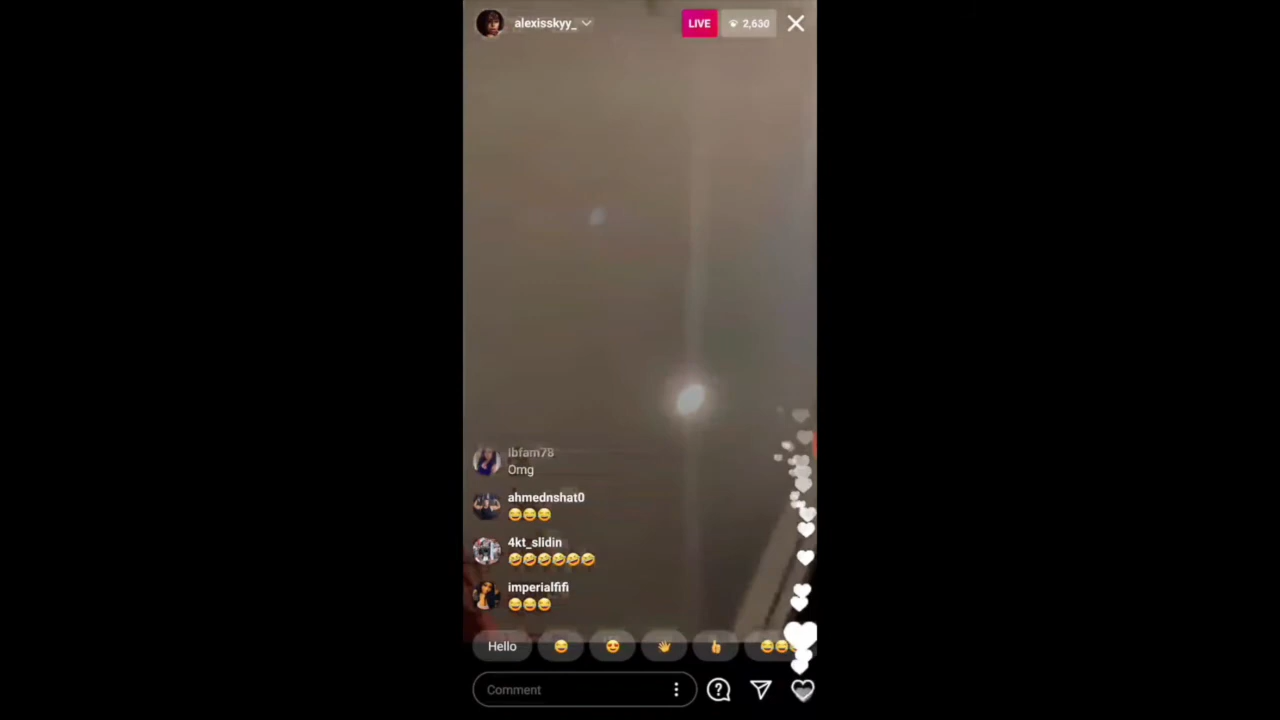 alexisskyy_
LIVE
2,630
lbfam78
Omg
ahmednshat0
😂😂😂
4kt_slidin
🤣🤣🤣🤣🤣🤣
imperialfifi
😂😂😂
Hello 😂 😍 👋 👍 😂😂
Comment